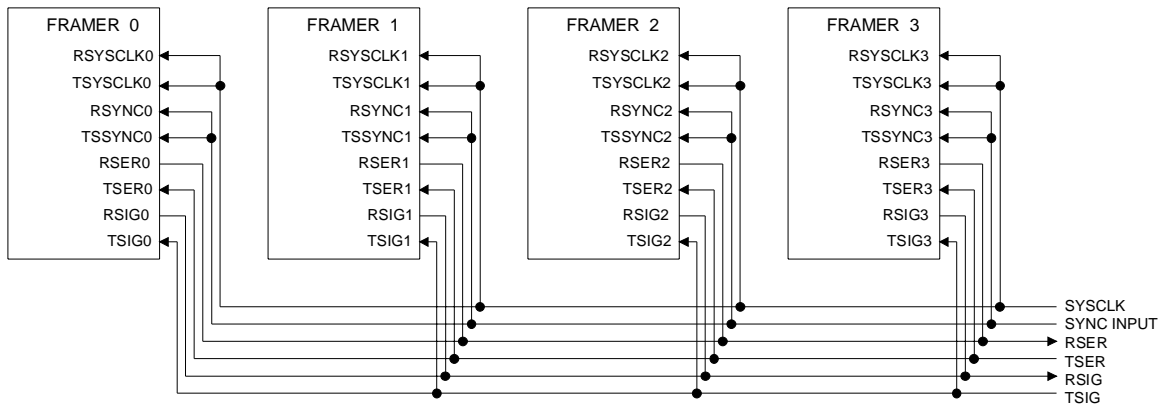 FRAMER 0
RSYSCLK0
TSYSCLK0
RSYNC0
TSSYNC0
RSER0
TSER0
RSIG0
TSIG0
FRAMER 1
RSYSCLK1
TSYSCLK1
RSYNC1
TSSYNC1
RSER1
TSER1
RSIG1
TSIG1
FRAMER 2
RSYSCLK2
TSYSCLK2
RSYNC2
TSSYNC2
RSER2
TSER2
RSIG2
TSIG2
FRAMER 3
RSYSCLK3
TSYSCLK3
RSYNC3
TSSYNC3
RSER3
TSER3
RSIG3
TSIG3
SYSCLK
SYNC INPUT
RSER
TSER
RSIG
TSIG